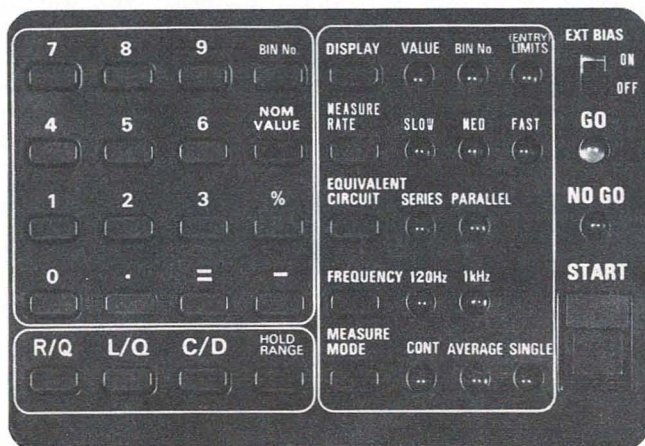 7 8 9 BIN No.
4 5 6 NOM VALUE
1 2 3 %
0 . = −
R/Q L/Q C/D HOLD RANGE
DISPLAY VALUE BIN No. (ENTRY) LIMITS
MEASURE RATE SLOW MED FAST
EQUIVALENT CIRCUIT SERIES PARALLEL
FREQUENCY 120Hz 1kHz
MEASURE MODE CONT AVERAGE SINGLE
EXT BIAS
ON
OFF
GO
NO GO
START